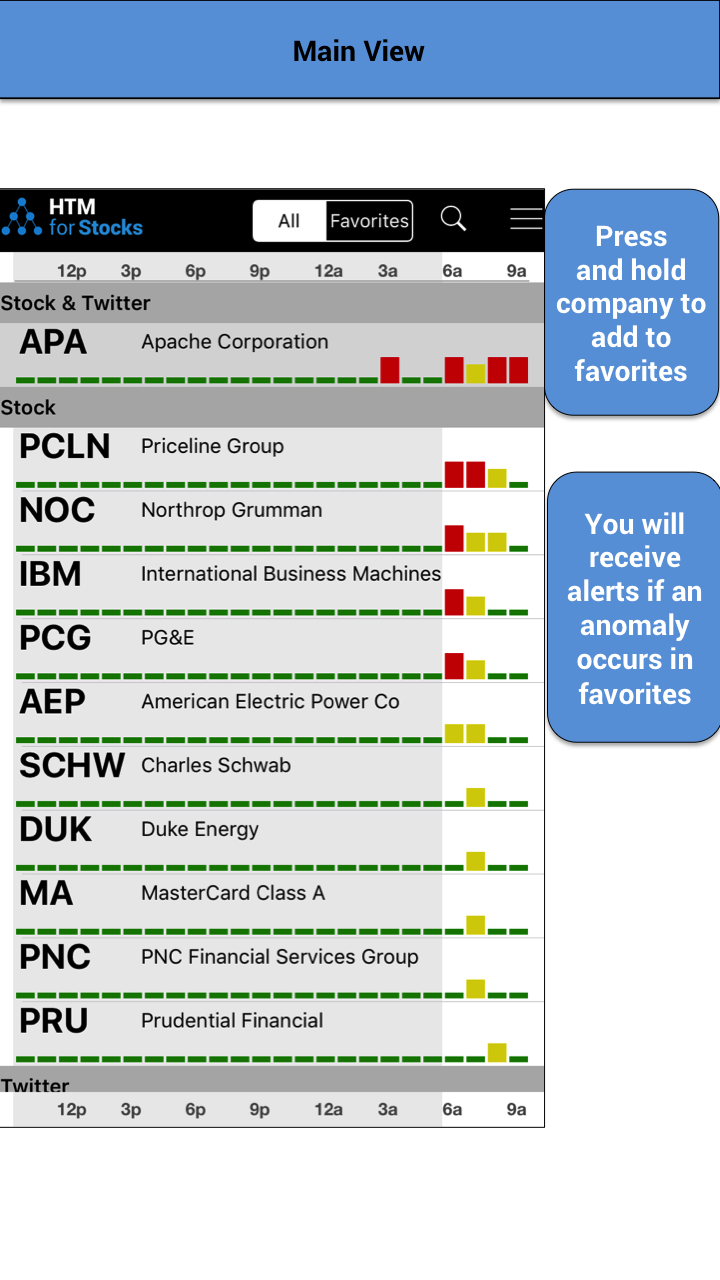 Main View
HTM
for Stocks
All
Favorites
12p 3p 6p 9p 12a 3a 6a 9a
Stock & Twitter
APA Apache Corporation
Stock
PCLN Priceline Group
NOC Northrop Grumman
IBM International Business Machines
PCG PG&E
AEP American Electric Power Co
SCHW Charles Schwab
DUK Duke Energy
MA MasterCard Class A
PNC PNC Financial Services Group
PRU Prudential Financial
Twitter
12p 3p 6p 9p 12a 3a 6a 9a
Press
and hold
company to
add to
favorites
You will
receive
alerts if an
anomaly
occurs in
favorites